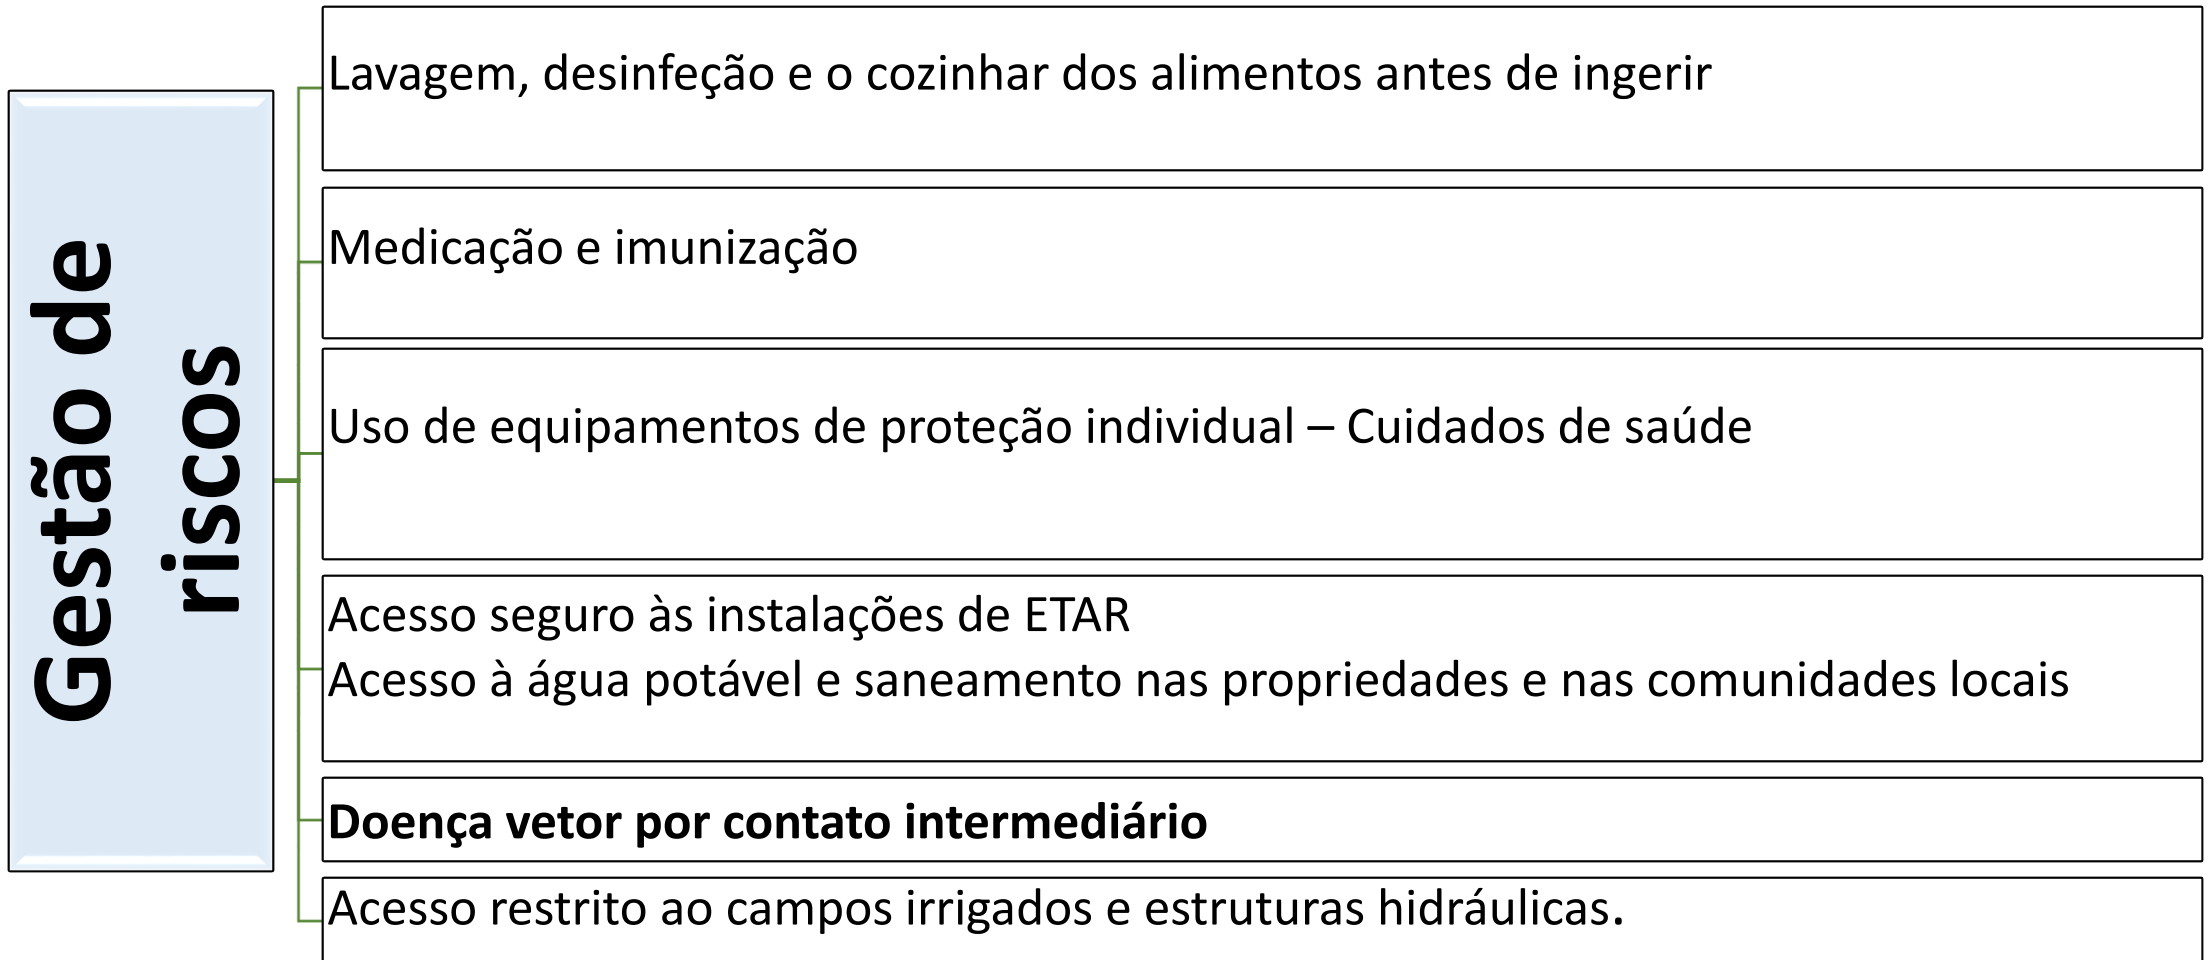 Gestão de
riscos
Lavagem, desinfeção e o cozinhar dos alimentos antes de ingerir
Medicação e imunização
Uso de equipamentos de proteção individual – Cuidados de saúde
Acesso seguro às instalações de ETAR
Acesso à água potável e saneamento nas propriedades e nas comunidades locais
Doença vetor por contato intermediário
Acesso restrito ao campos irrigados e estruturas hidráulicas.